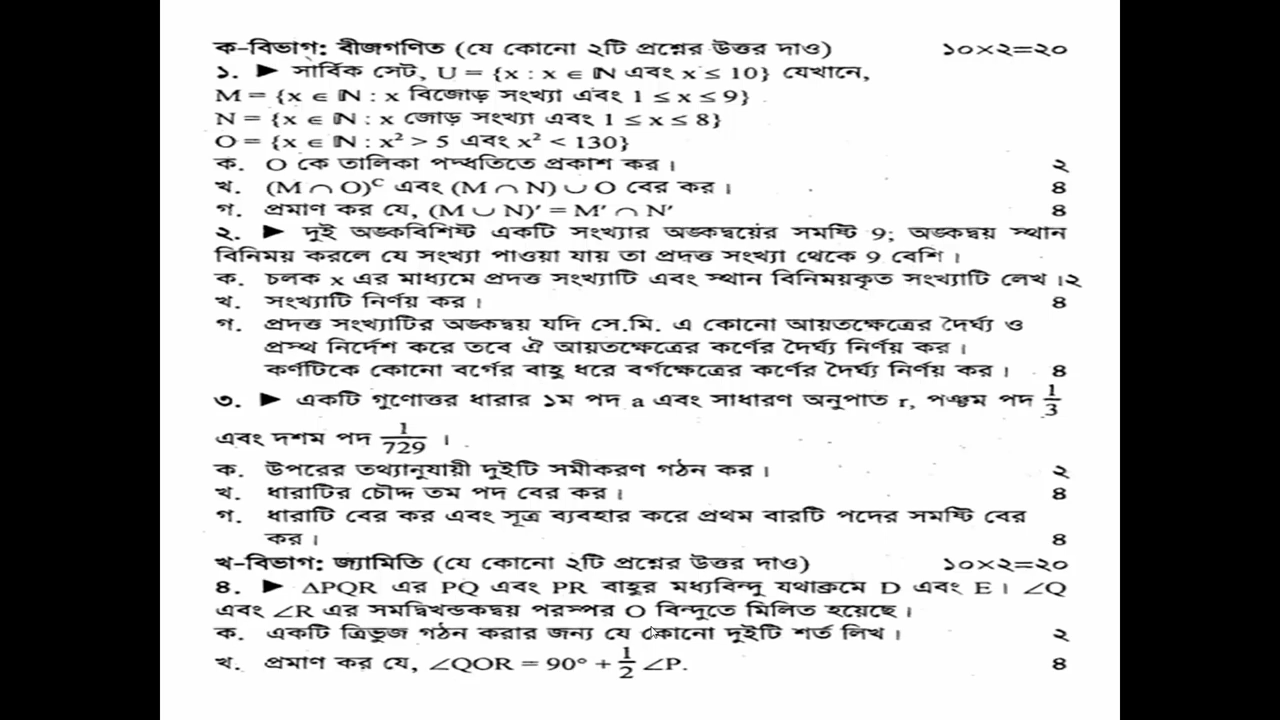 ক-বিভাগ: বীজগণিত (যে কোনো ২টি প্রশ্নের উত্তর দাও) ১০×২=২০
১. ► সার্বিক সেট, U = {x : x ∈ ℕ এবং x ≤ 10} যেখানে,
M = {x ∈ ℕ : x বিজোড় সংখ্যা এবং 1 ≤ x ≤ 9}
N = {x ∈ ℕ : x জোড় সংখ্যা এবং 1 ≤ x ≤ 8}
O = {x ∈ ℕ : x² > 5 এবং x² < 130}
ক. O কে তালিকা পদ্ধতিতে প্রকাশ কর। ২
খ. (M ∩ O)ᶜ এবং (M ∩ N) ∪ O বের কর। ৪
গ. প্রমাণ কর যে, (M ∪ N)′ = M′ ∩ N′ ৪
২. ► দুই অঙ্কবিশিষ্ট একটি সংখ্যার অঙ্কদ্বয়ের সমষ্টি 9; অঙ্কদ্বয় স্থান
বিনিময় করলে যে সংখ্যা পাওয়া যায় তা প্রদত্ত সংখ্যা থেকে 9 বেশি।
ক. চলক x এর মাধ্যমে প্রদত্ত সংখ্যাটি এবং স্থান বিনিময়কৃত সংখ্যাটি লেখ।২
খ. সংখ্যাটি নির্ণয় কর। ৪
গ. প্রদত্ত সংখ্যাটির অঙ্কদ্বয় যদি সে.মি. এ কোনো আয়তক্ষেত্রের দৈর্ঘ্য ও
প্রস্থ নির্দেশ করে তবে ঐ আয়তক্ষেত্রের কর্ণের দৈর্ঘ্য নির্ণয় কর।
কর্ণটিকে কোনো বর্গের বাহু ধরে বর্গক্ষেত্রের কর্ণের দৈর্ঘ্য নির্ণয় কর। ৪
৩. ► একটি গুণোত্তর ধারার ১ম পদ a এবং সাধারণ অনুপাত r, পঞ্চম পদ 1/3
এবং দশম পদ 1/729 ।
ক. উপরের তথ্যানুযায়ী দুইটি সমীকরণ গঠন কর। ২
খ. ধারাটির চৌদ্দ তম পদ বের কর। ৪
গ. ধারাটি বের কর এবং সূত্র ব্যবহার করে প্রথম বারটি পদের সমষ্টি বের
কর। ৪
খ-বিভাগ: জ্যামিতি (যে কোনো ২টি প্রশ্নের উত্তর দাও) ১০×২=২০
৪. ► ΔPQR এর PQ এবং PR বাহুর মধ্যবিন্দু যথাক্রমে D এবং E। ∠Q
এবং ∠R এর সমদ্বিখন্ডকদ্বয় পরস্পর O বিন্দুতে মিলিত হয়েছে।
ক. একটি ত্রিভুজ গঠন করার জন্য যে কোনো দুইটি শর্ত লিখ। ২
খ. প্রমাণ কর যে, ∠QOR = 90° + 1/2 ∠P. ৪